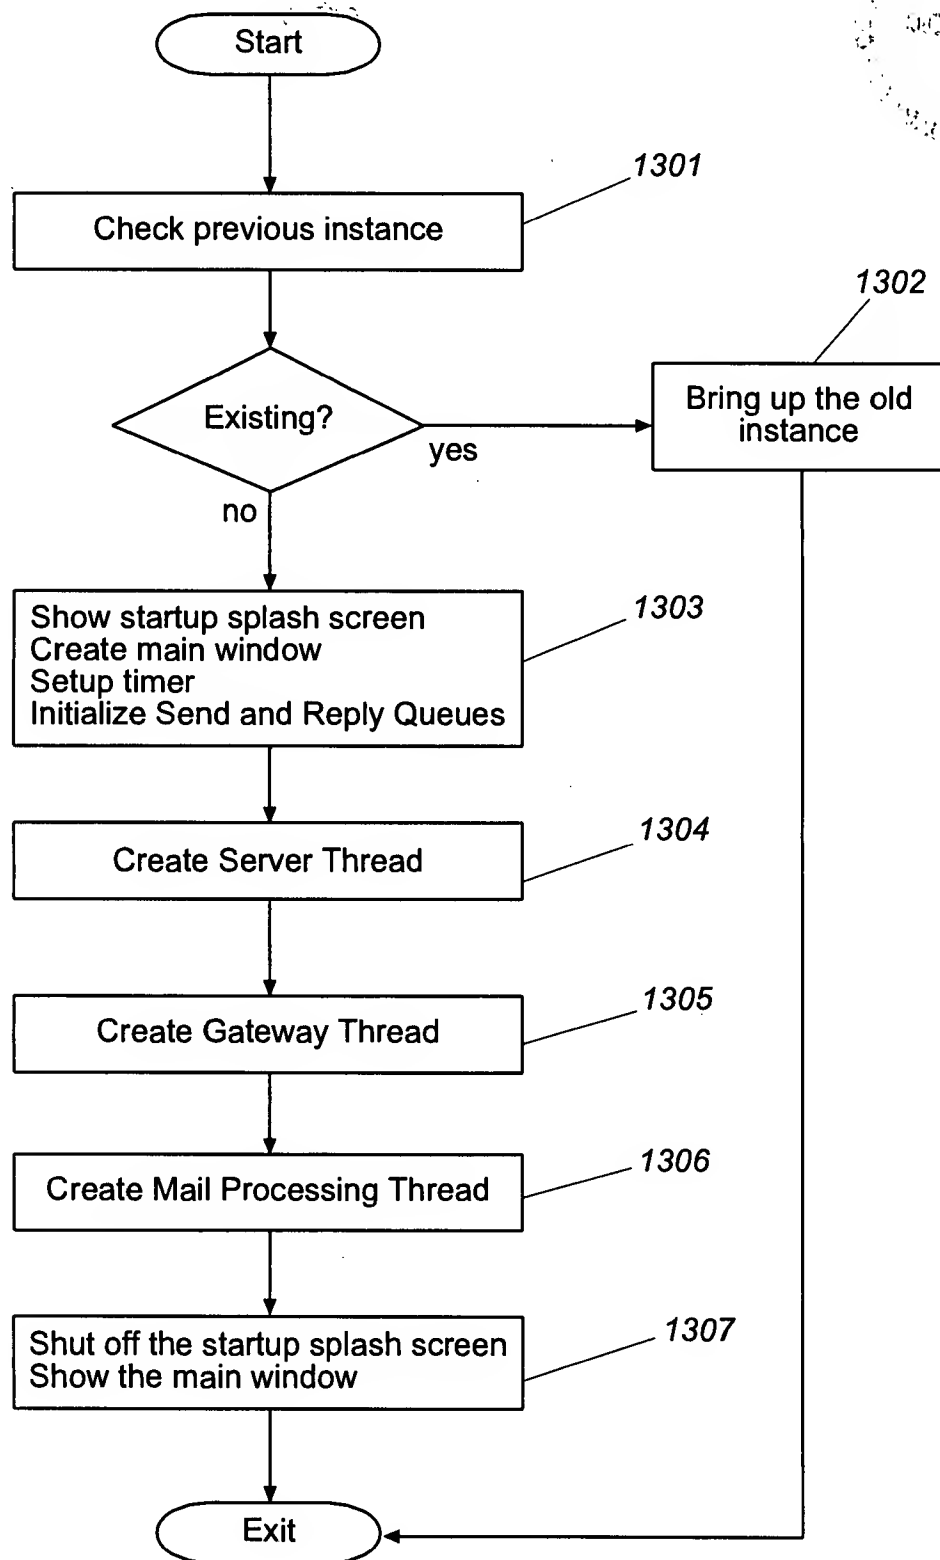 Start
1301
Check previous instance
1302
Existing?
Bring up the old
instance
yes
no
Show startup splash screen
Create main window
Setup timer
Initialize Send and Reply Queues
1303
Create Server Thread
1304
Create Gateway Thread
1305
Create Mail Processing Thread
1306
Shut off the startup splash screen
Show the main window
1307
Exit